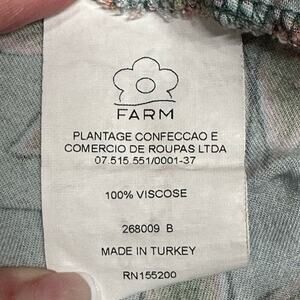 FARM
PLANTAGE CONFECCAO E
COMERCIO DE ROUPAS LTDA
07.515.551/0001-37
100% VISCOSE
268009 B
MADE IN TURKEY
RN155200